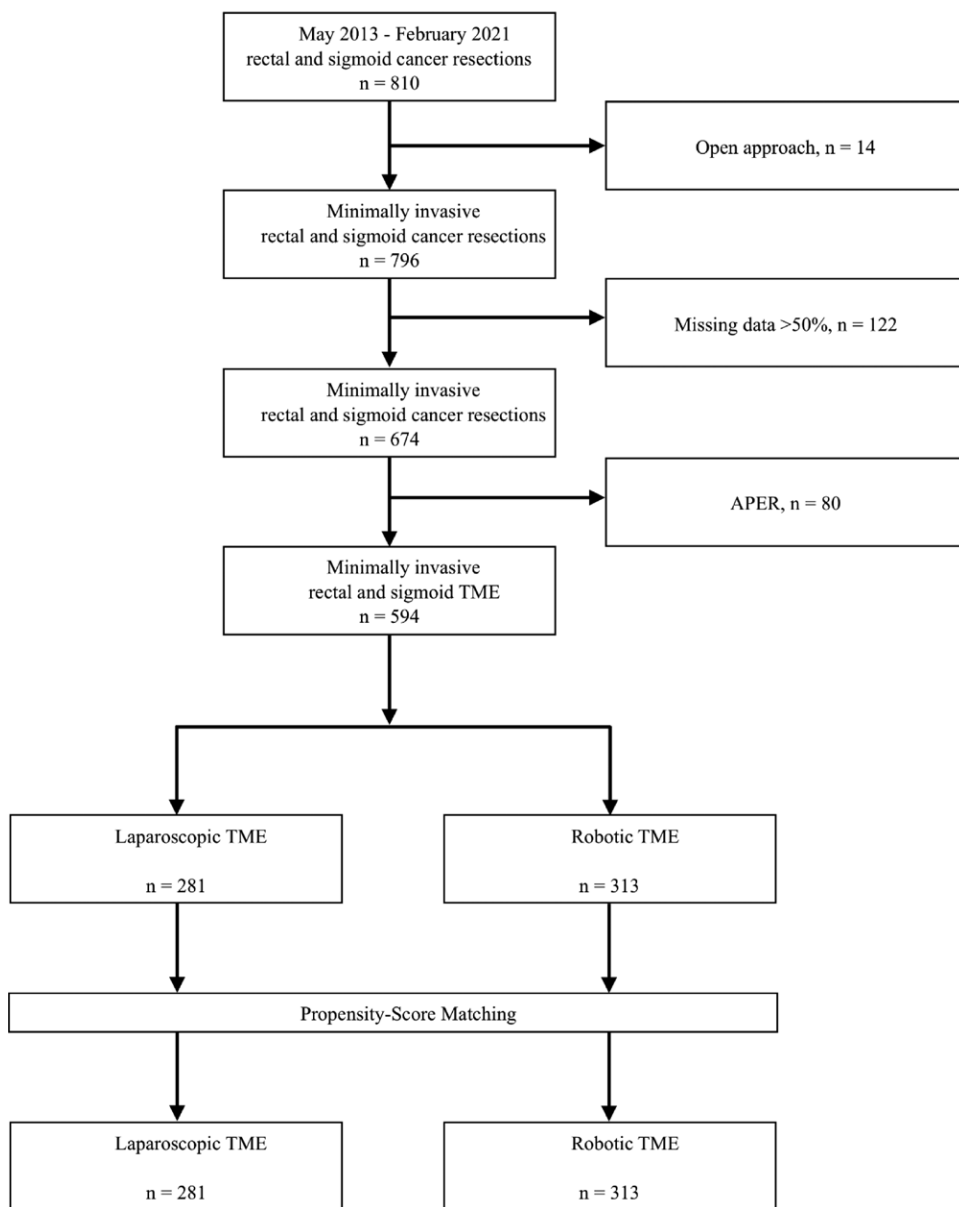 May 2013 - February 2021
rectal and sigmoid cancer resections
n = 810
Open approach, n = 14
Minimally invasive
rectal and sigmoid cancer resections
n = 796
Missing data >50%, n = 122
Minimally invasive
rectal and sigmoid cancer resections
n = 674
APER, n = 80
Minimally invasive
rectal and sigmoid TME
n = 594
Laparoscopic TME
n = 281
Robotic TME
n = 313
Propensity-Score Matching
Laparoscopic TME
n = 281
Robotic TME
n = 313